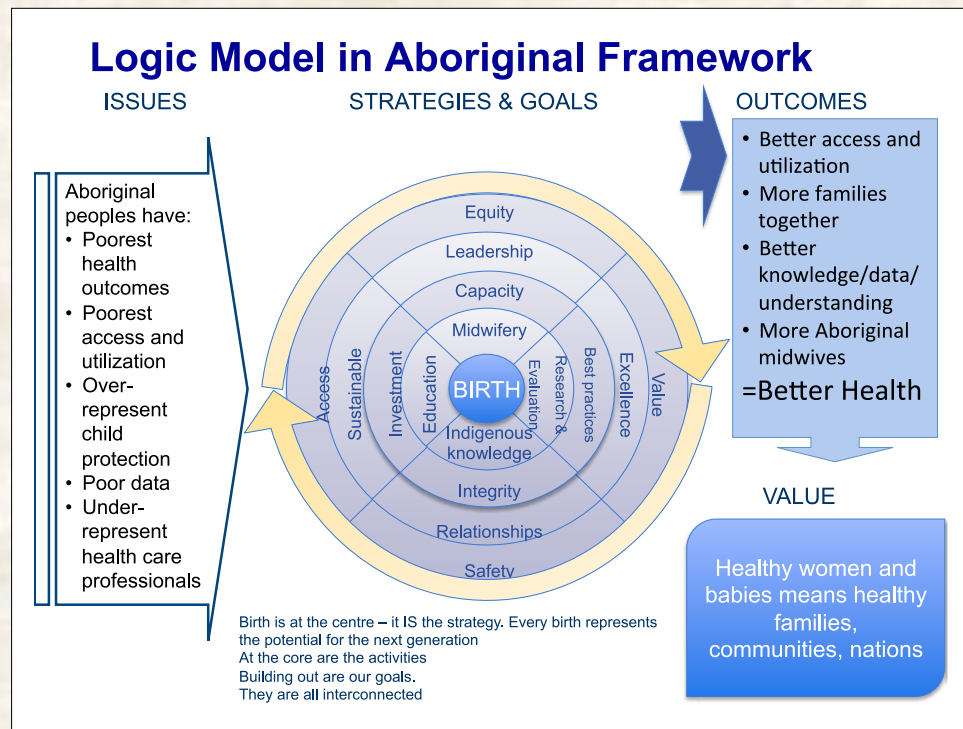 Logic Model in Aboriginal Framework
ISSUES
Aboriginal
peoples have:
• Poorest
health
outcomes
• Poorest
access and
utilization
• Over-
represent
child
protection
• Poor data
• Under-
represent
health care
professionals
STRATEGIES & GOALS
Equity
Leadership
Capacity
Midwifery
Access
Sustainable
Investment
Education
BIRTH
Evaluation
Research &
Best practices
Excellence
Value
Indigenous
knowledge
Integrity
Relationships
Safety
Birth is at the centre – it IS the strategy. Every birth represents
the potential for the next generation
At the core are the activities
Building out are our goals.
They are all interconnected
OUTCOMES
• Better access and
utilization
• More families
together
• Better
knowledge/data/
understanding
• More Aboriginal
midwives
=Better Health
VALUE
Healthy women and
babies means healthy
families,
communities, nations